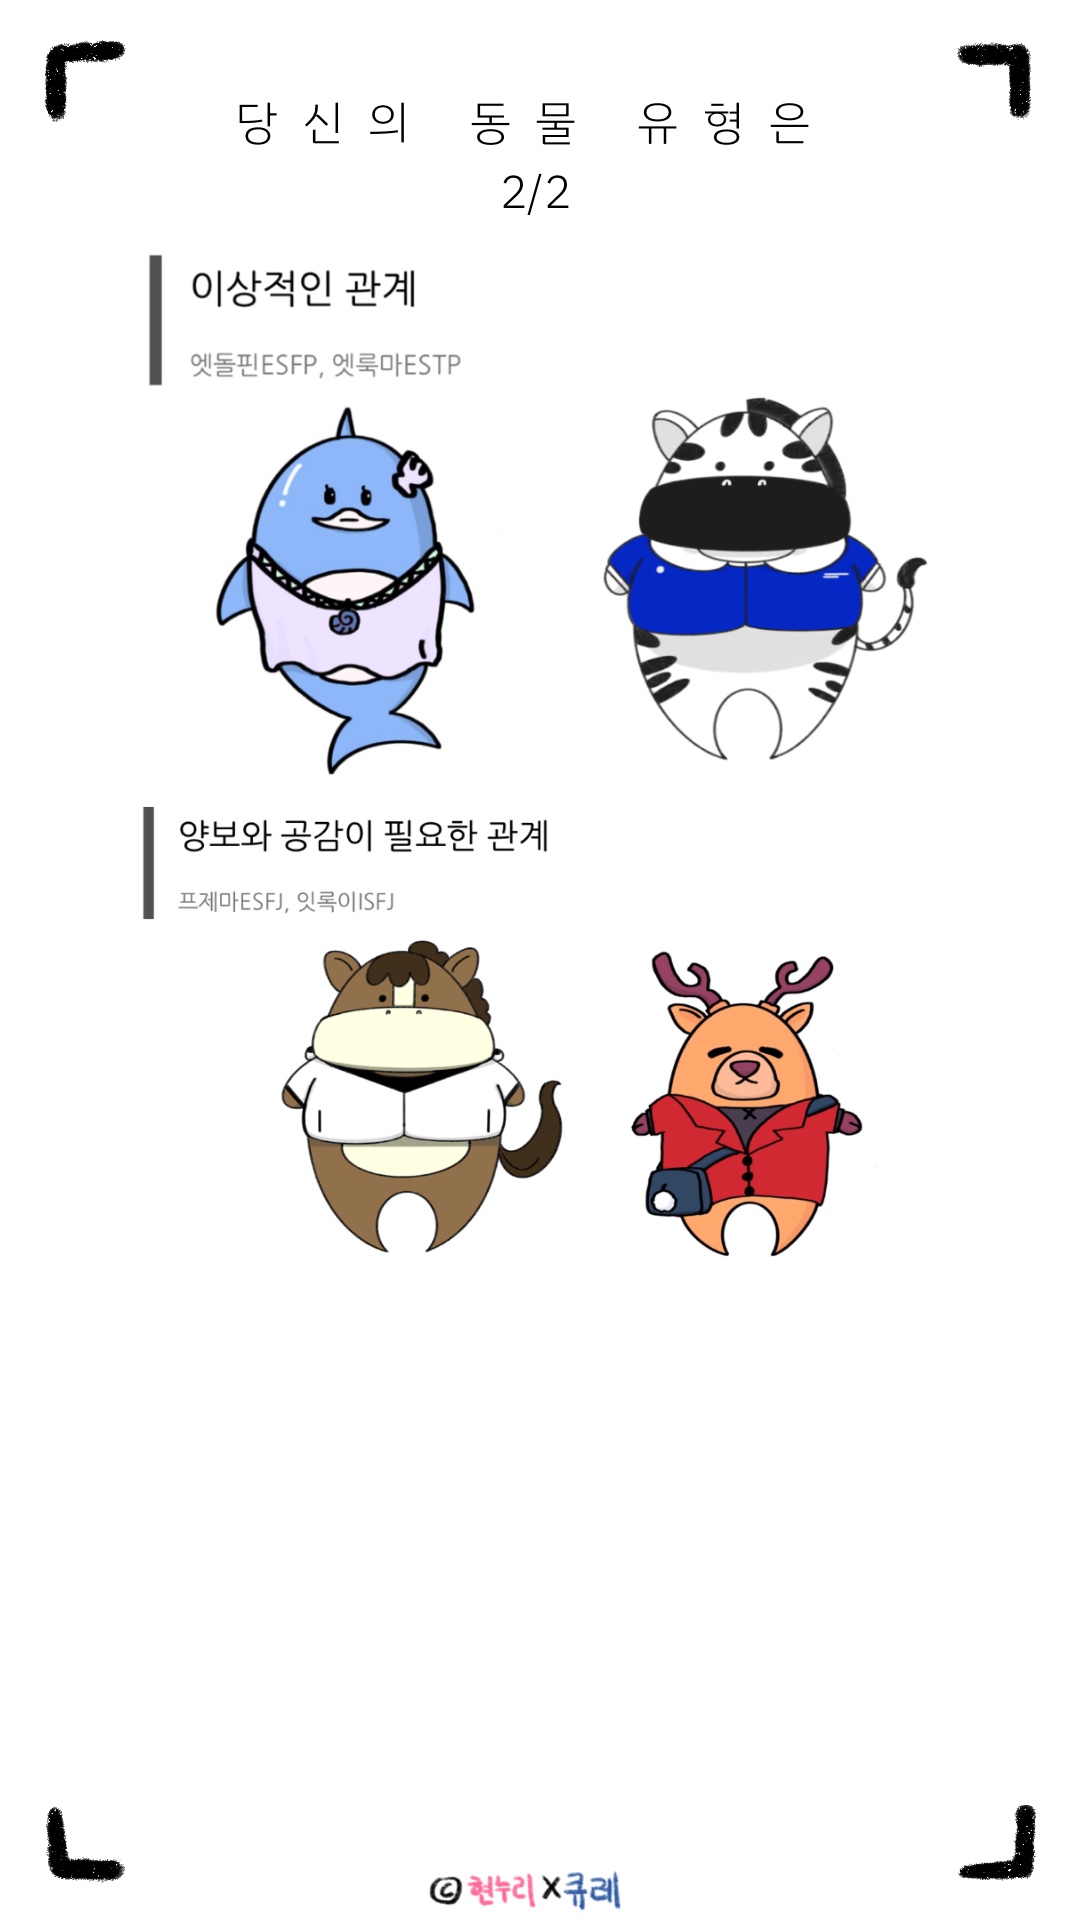 당신의 동물 유형은
2/2
이상적인 관계
엣돌핀ESFP, 엣룩마ESTP
양보와 공감이 필요한 관계
프제마ESFJ, 잇록이ISFJ
© 현누리 X 큐레